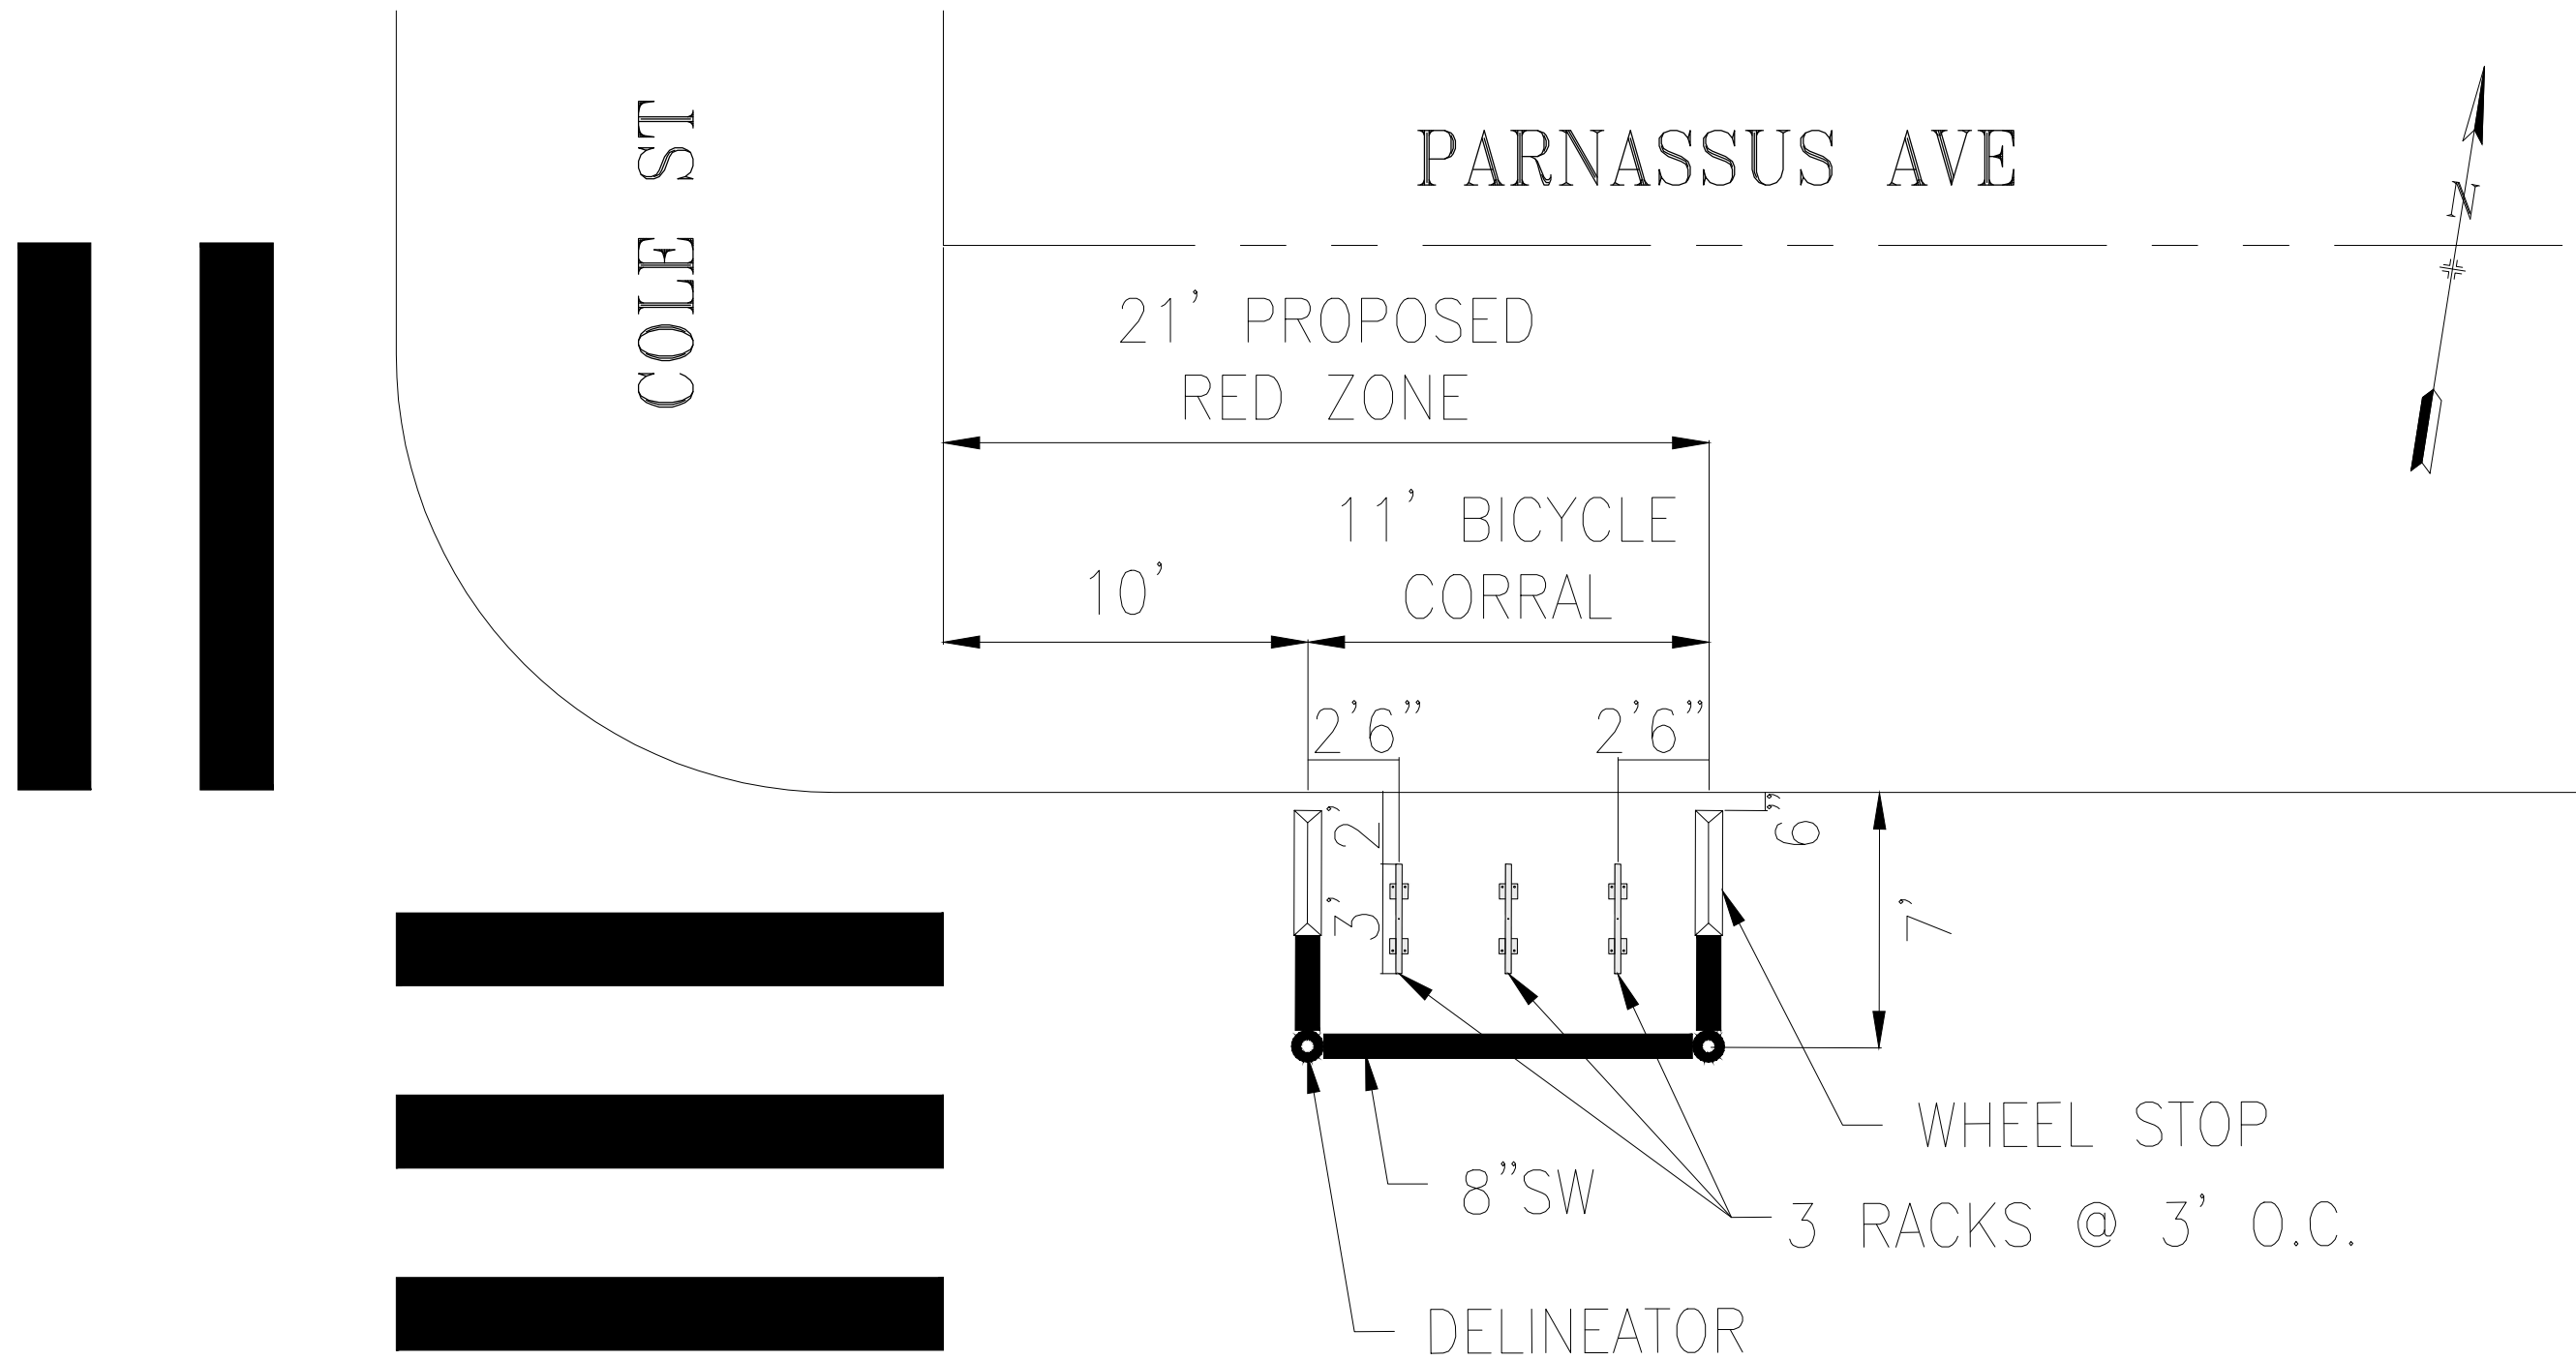 COLE ST
PARNASSUS AVE
N
21' PROPOSED
RED ZONE
11' BICYCLE
CORRAL
10'
2'6"
2'6"
2'
3'
6"
7'
WHEEL STOP
8"SW
3 RACKS @ 3' O.C.
DELINEATOR